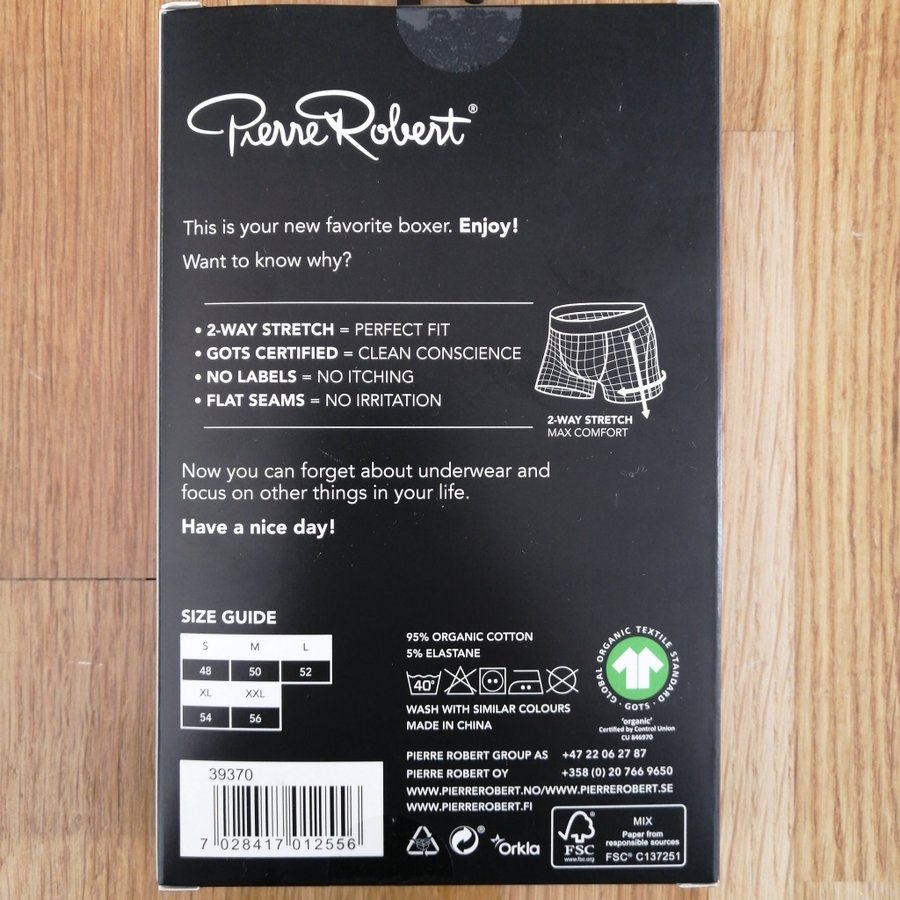 Pierre Robert®
This is your new favorite boxer. Enjoy!
Want to know why?
• 2-WAY STRETCH = PERFECT FIT
• GOTS CERTIFIED = CLEAN CONSCIENCE
• NO LABELS = NO ITCHING
• FLAT SEAMS = NO IRRITATION
2-WAY STRETCH
MAX COMFORT
Now you can forget about underwear and
focus on other things in your life.
Have a nice day!
SIZE GUIDE
S M L
48 50 52
XL XXL
54 56
95% ORGANIC COTTON
5% ELASTANE
40°
WASH WITH SIMILAR COLOURS
MADE IN CHINA
GLOBAL ORGANIC TEXTILE STANDARD
· GOTS ·
'organic'
Certified by Control Union
CU 846970
PIERRE ROBERT GROUP AS +47 22 06 27 87
PIERRE ROBERT OY +358 (0) 20 766 9650
WWW.PIERREROBERT.NO/WWW.PIERREROBERT.SE
WWW.PIERREROBERT.FI
39370
7 028417 012556
Orkla
FSC
www.fsc.org
MIX
Paper from
responsible sources
FSC® C137251